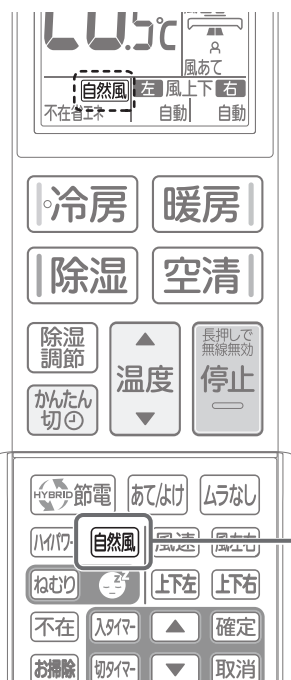 ℃
風あて
自然風 左 風上下 右
不在省エネ 自動 自動
冷房 暖房
除湿 空清
除湿
調節
温度
長押しで
無線無効
停止
かんたん
切
HYBRID 節電 あて/よけ ムラなし
ハイパワー 自然風 風速 風左右
ねむり 上下左 上下右
不在 入タイマー 確定
お掃除 切タイマー 取消